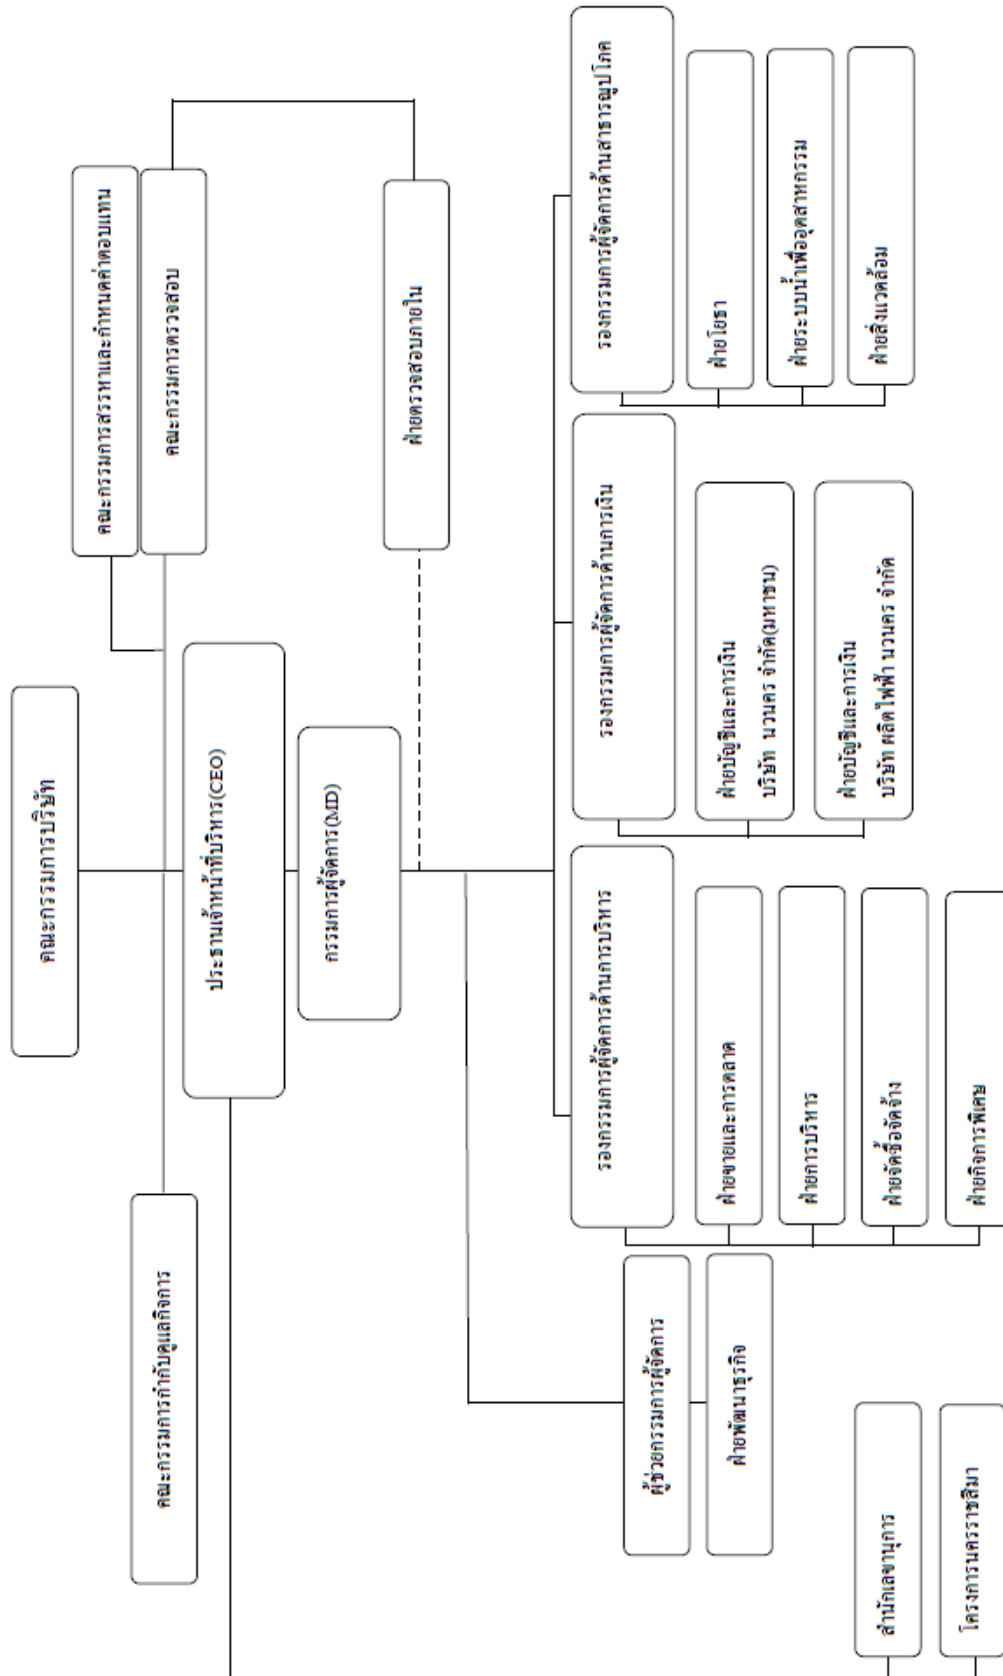 คณะกรรมการบริษัท
คณะกรรมการสรรหาและกำหนดค่าตอบแทน
คณะกรรมการกำกับดูแลกิจการ
คณะกรรมการตรวจสอบ
ประธานเจ้าหน้าที่บริหาร(CEO)
กรรมการผู้จัดการ(MD)
ฝ่ายตรวจสอบภายใน
ผู้ช่วยกรรมการผู้จัดการ
ฝ่ายพัฒนาธุรกิจ
รองกรรมการผู้จัดการด้านการบริหาร
ฝ่ายขายและการตลาด
ฝ่ายการบริหาร
ฝ่ายจัดซื้อจัดจ้าง
ฝ่ายกิจการพิเศษ
รองกรรมการผู้จัดการด้านการเงิน
ฝ่ายบัญชีและการเงิน
บริษัท นวนคร จำกัด(มหาชน)
ฝ่ายบัญชีและการเงิน
บริษัท ผลิตไฟฟ้า นวนคร จำกัด
รองกรรมการผู้จัดการด้านสาธารณูปโภค
ฝ่ายโยธา
ฝ่ายระบบน้ำเพื่ออุตสาหกรรม
ฝ่ายสิ่งแวดล้อม
สำนักเลขานุการ
โครงการนครราชสีมา